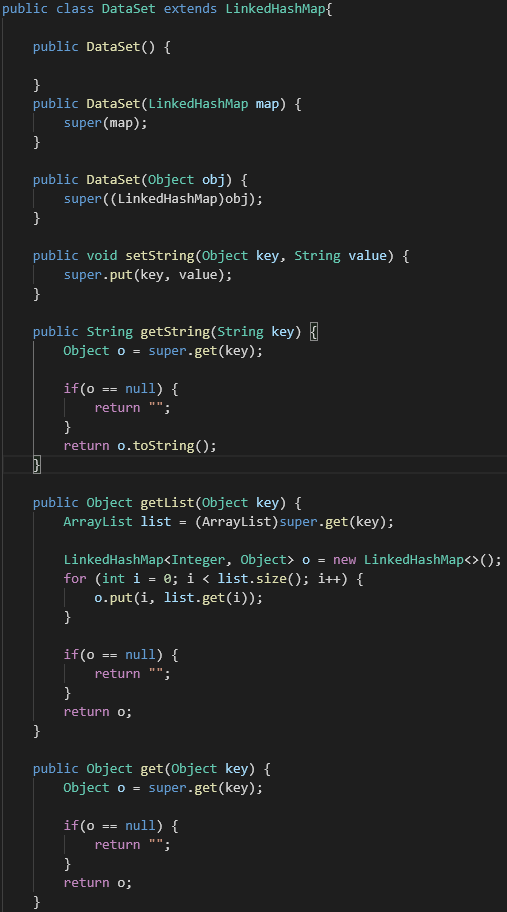 public class DataSet extends LinkedHashMap{
public DataSet() {
}
public DataSet(LinkedHashMap map) {
super(map);
}
public DataSet(Object obj) {
super((LinkedHashMap)obj);
}
public void setString(Object key, String value) {
super.put(key, value);
}
public String getString(String key) {
Object o = super.get(key);
if(o == null) {
return "";
}
return o.toString();
}
public Object getList(Object key) {
ArrayList list = (ArrayList)super.get(key);
LinkedHashMap<Integer, Object> o = new LinkedHashMap<>();
for (int i = 0; i < list.size(); i++) {
o.put(i, list.get(i));
}
if(o == null) {
return "";
}
return o;
}
public Object get(Object key) {
Object o = super.get(key);
if(o == null) {
return "";
}
return o;
}